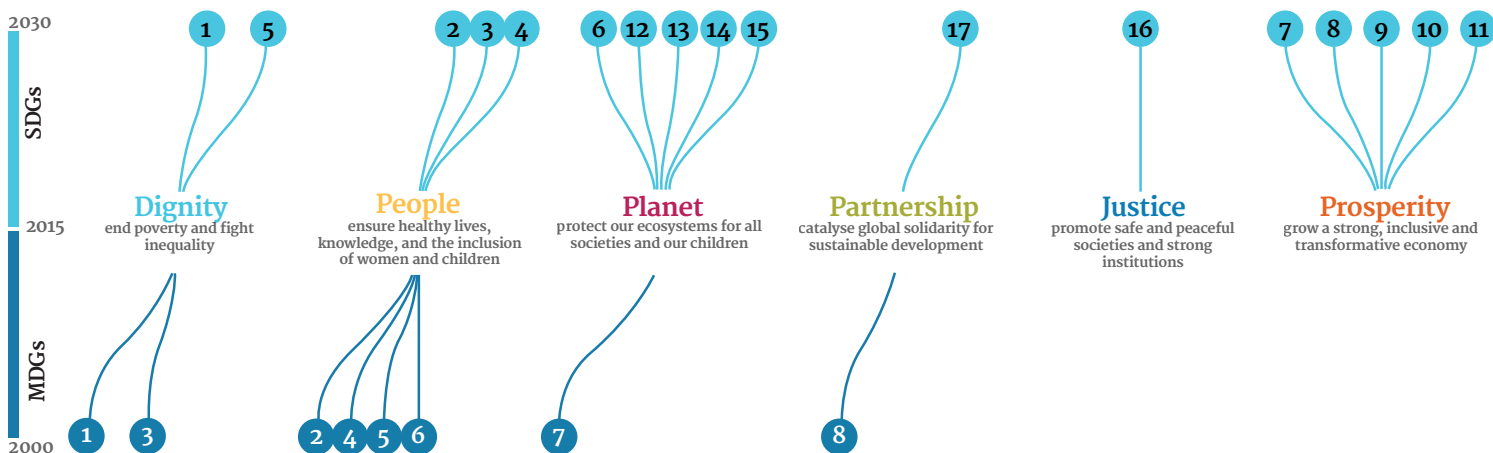 2030
1 5 2 3 4 6 12 13 14 15 17 16 7 8 9 10 11
SDGs
Dignity
end poverty and fight
inequality
People
ensure healthy lives,
knowledge, and the inclusion
of women and children
Planet
protect our ecosystems for all
societies and our children
Partnership
catalyse global solidarity for
sustainable development
Justice
promote safe and peaceful
societies and strong
institutions
Prosperity
grow a strong, inclusive and
transformative economy
2015
MDGs
1 3 2 4 5 6 7 8
2000